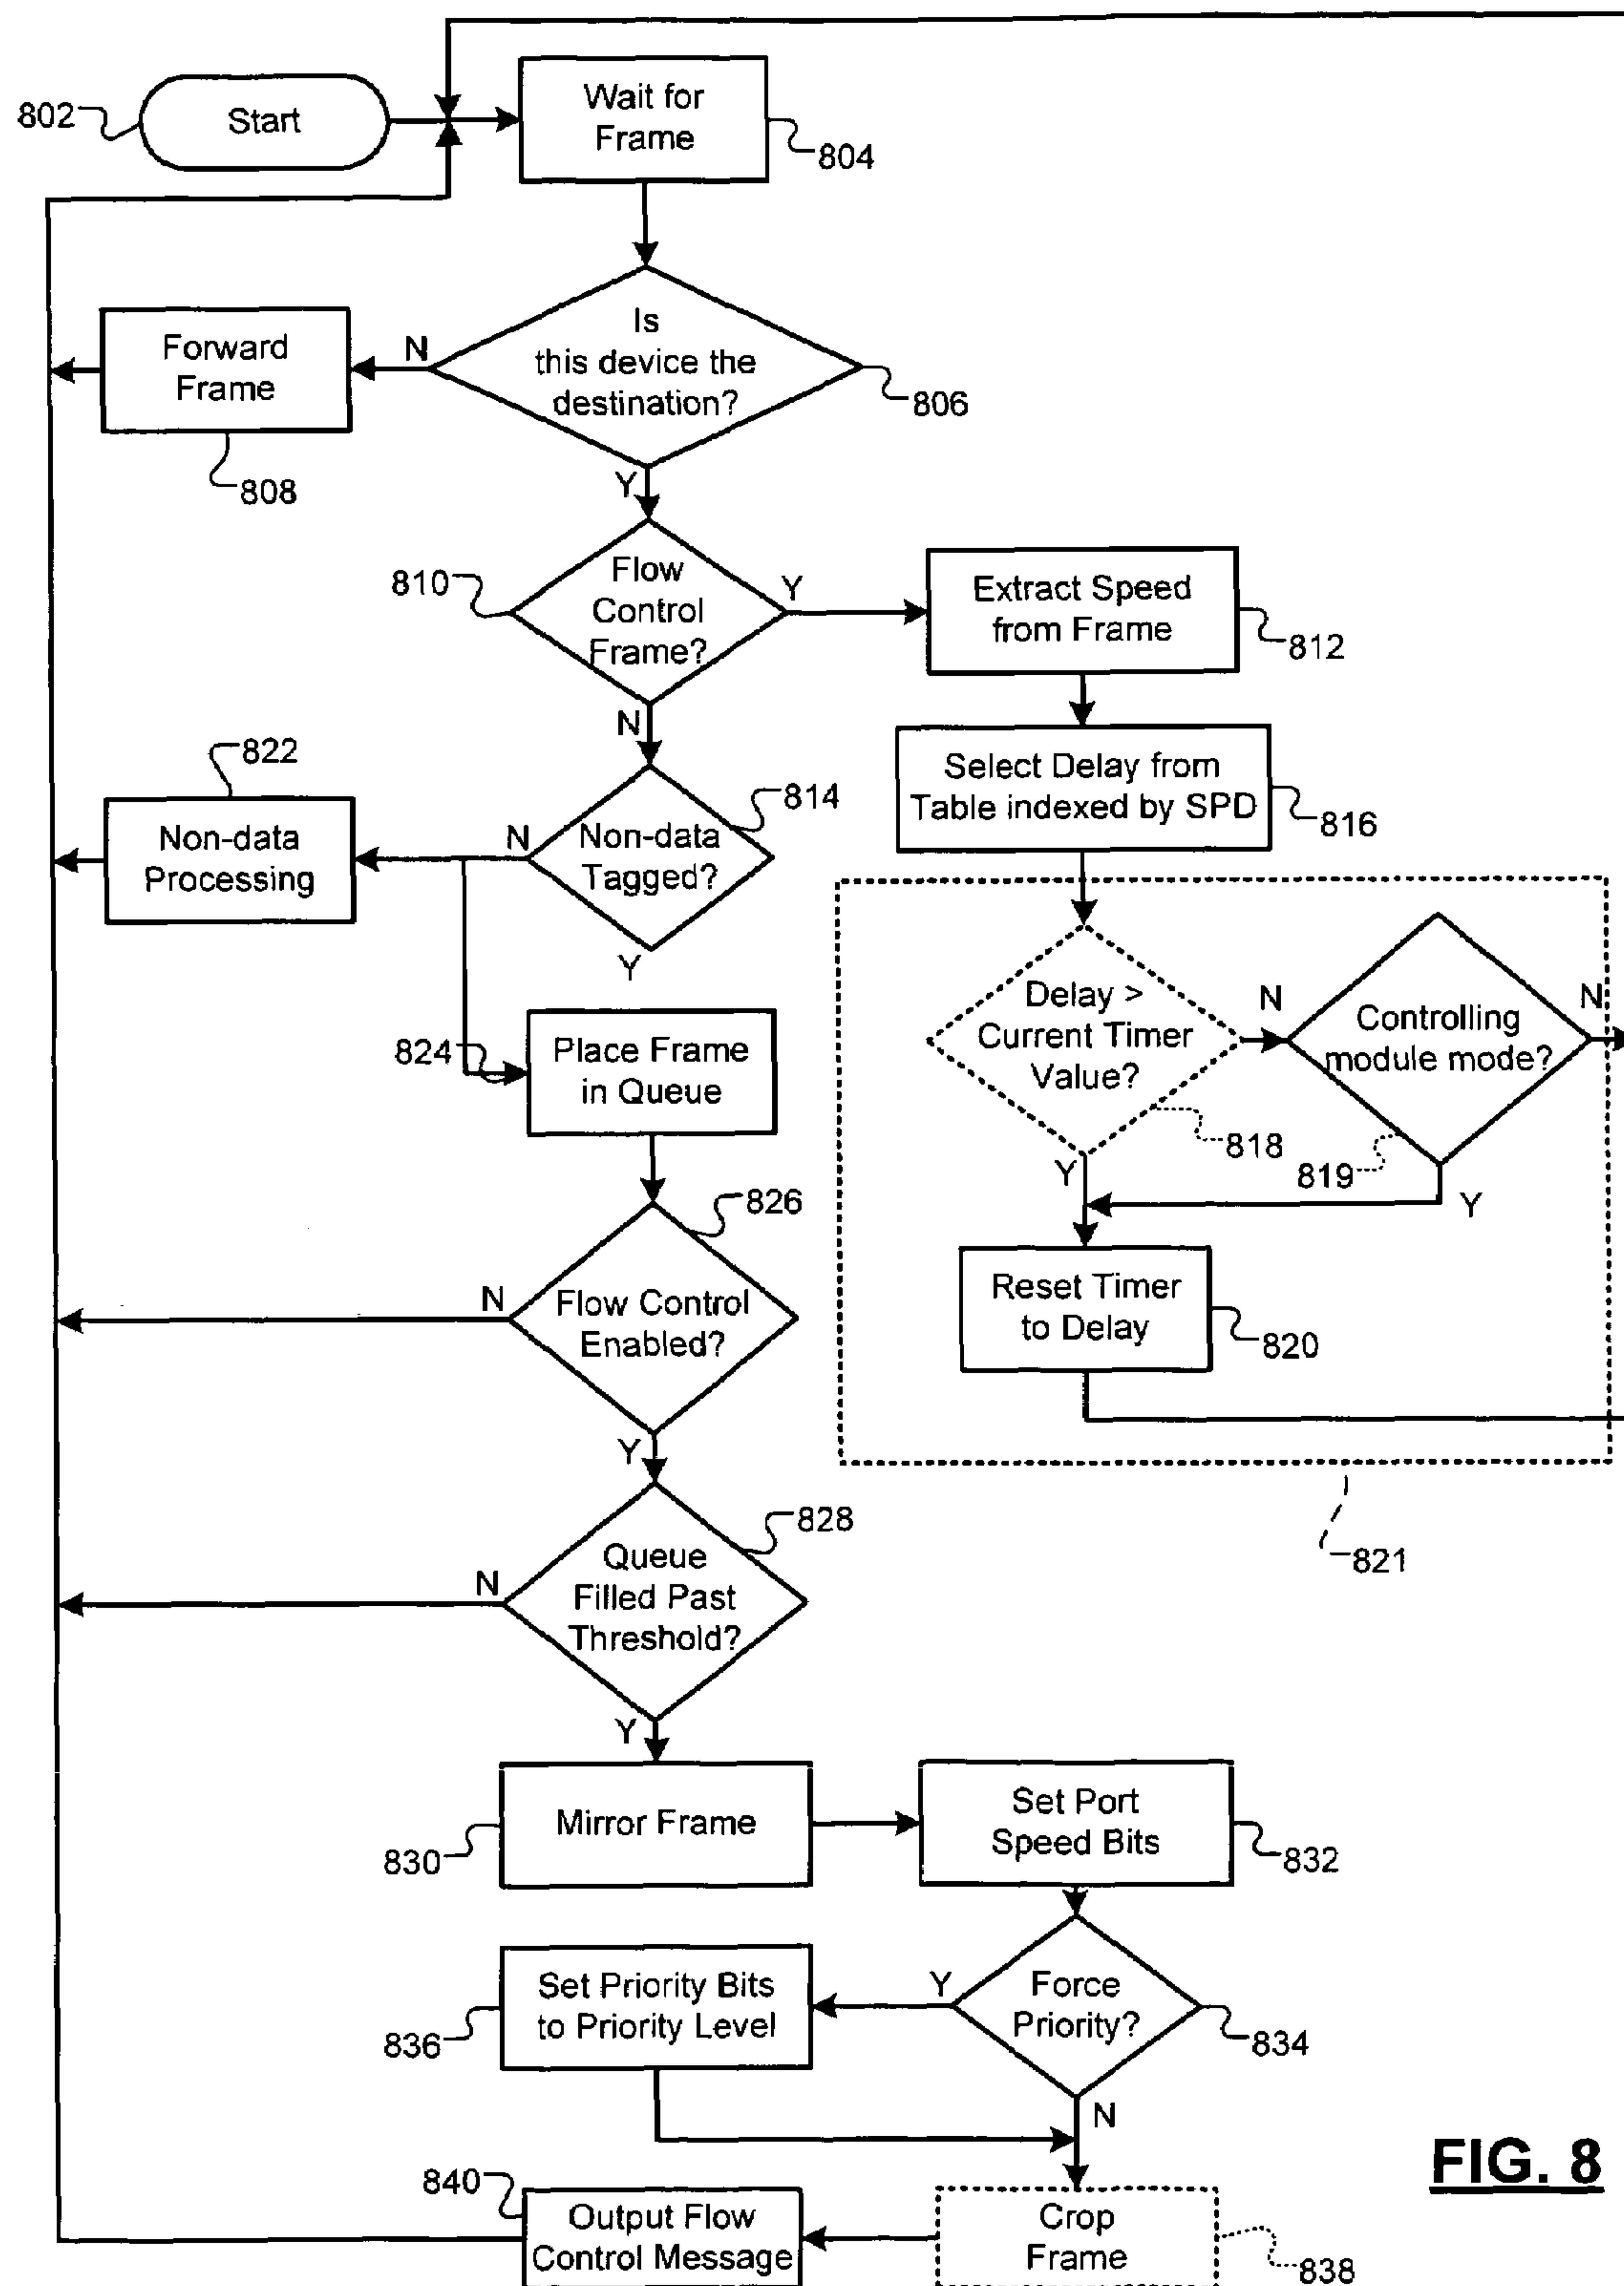 802
Start
Wait for
Frame
804
Is
this device the
destination?
806
N
Forward
Frame
808
Y
810
Flow
Control
Frame?
Y
Extract Speed
from Frame
812
N
Select Delay from
Table indexed by SPD
816
822
Non-data
Processing
N
Non-data
Tagged?
814
Y
824
Place Frame
in Queue
Delay >
Current Timer
Value?
818
N
Controlling
module mode?
819
N
Y
Y
Reset Timer
to Delay
820
821
826
Flow Control
Enabled?
N
Y
828
Queue
Filled Past
Threshold?
N
Y
Mirror Frame
830
Set Port
Speed Bits
832
Force
Priority?
834
Y
Set Priority Bits
to Priority Level
836
N
Crop
Frame
838
840
Output Flow
Control Message
FIG. 8